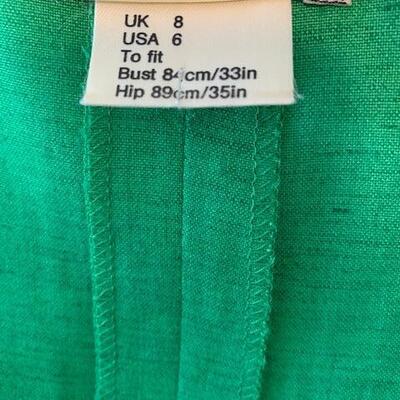 UK 8
USA 6
To fit
Bust 84cm/33in
Hip 89cm/35in